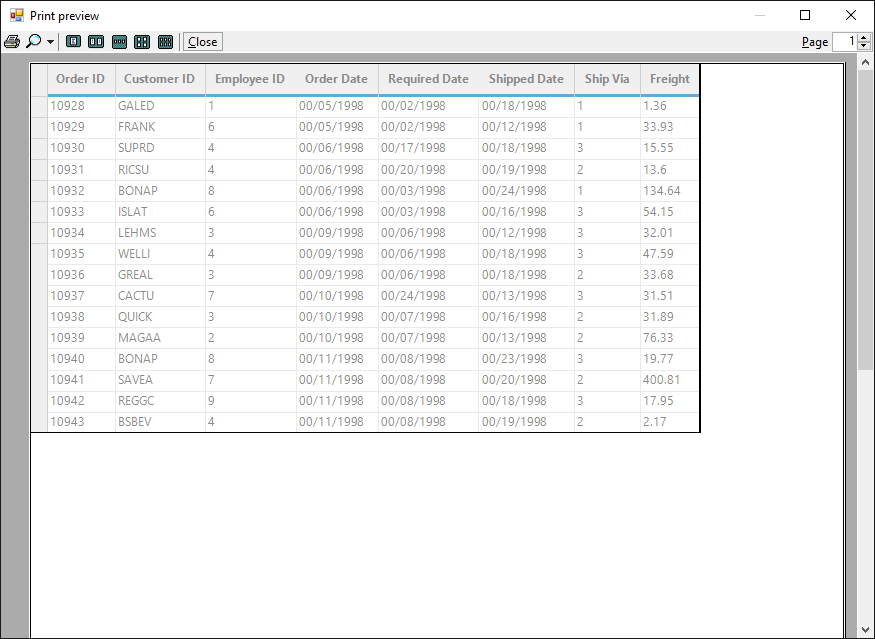 Print preview
Close Page 1
Order ID Customer ID Employee ID Order Date Required Date Shipped Date Ship Via Freight
10928 GALED 1 00/05/1998 00/02/1998 00/18/1998 1 1.36
10929 FRANK 6 00/05/1998 00/02/1998 00/12/1998 1 33.93
10930 SUPRD 4 00/06/1998 00/17/1998 00/18/1998 3 15.55
10931 RICSU 4 00/06/1998 00/20/1998 00/19/1998 2 13.6
10932 BONAP 8 00/06/1998 00/03/1998 00/24/1998 1 134.64
10933 ISLAT 6 00/06/1998 00/03/1998 00/16/1998 3 54.15
10934 LEHMS 3 00/09/1998 00/06/1998 00/12/1998 3 32.01
10935 WELLI 4 00/09/1998 00/06/1998 00/18/1998 3 47.59
10936 GREAL 3 00/09/1998 00/06/1998 00/18/1998 2 33.68
10937 CACTU 7 00/10/1998 00/24/1998 00/13/1998 3 31.51
10938 QUICK 3 00/10/1998 00/07/1998 00/16/1998 2 31.89
10939 MAGAA 2 00/10/1998 00/07/1998 00/13/1998 2 76.33
10940 BONAP 8 00/11/1998 00/08/1998 00/23/1998 3 19.77
10941 SAVEA 7 00/11/1998 00/08/1998 00/20/1998 2 400.81
10942 REGGC 9 00/11/1998 00/08/1998 00/18/1998 3 17.95
10943 BSBEV 4 00/11/1998 00/08/1998 00/19/1998 2 2.17